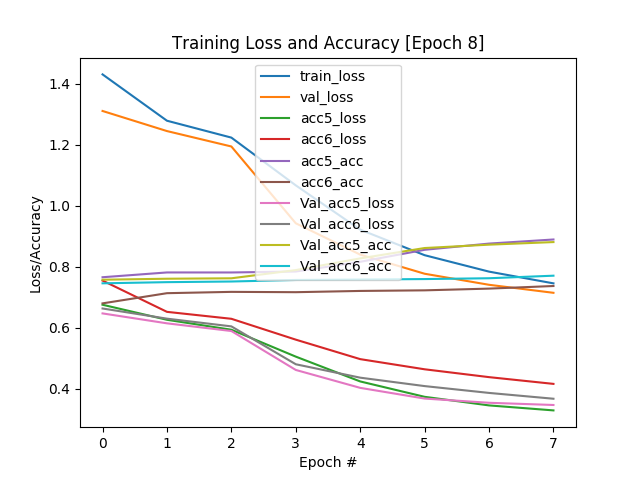 Training Loss and Accuracy [Epoch 8]
train_loss
val_loss
acc5_loss
acc6_loss
acc5_acc
acc6_acc
Val_acc5_loss
Val_acc6_loss
Val_acc5_acc
Val_acc6_acc
Loss/Accuracy
1.4
1.2
1.0
0.8
0.6
0.4
0 1 2 3 4 5 6 7
Epoch #